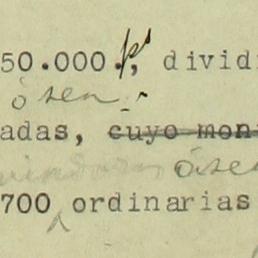 50.000.p̶, divid
ó sea
adas, cuyo mon
ó sea
700 ordinarias